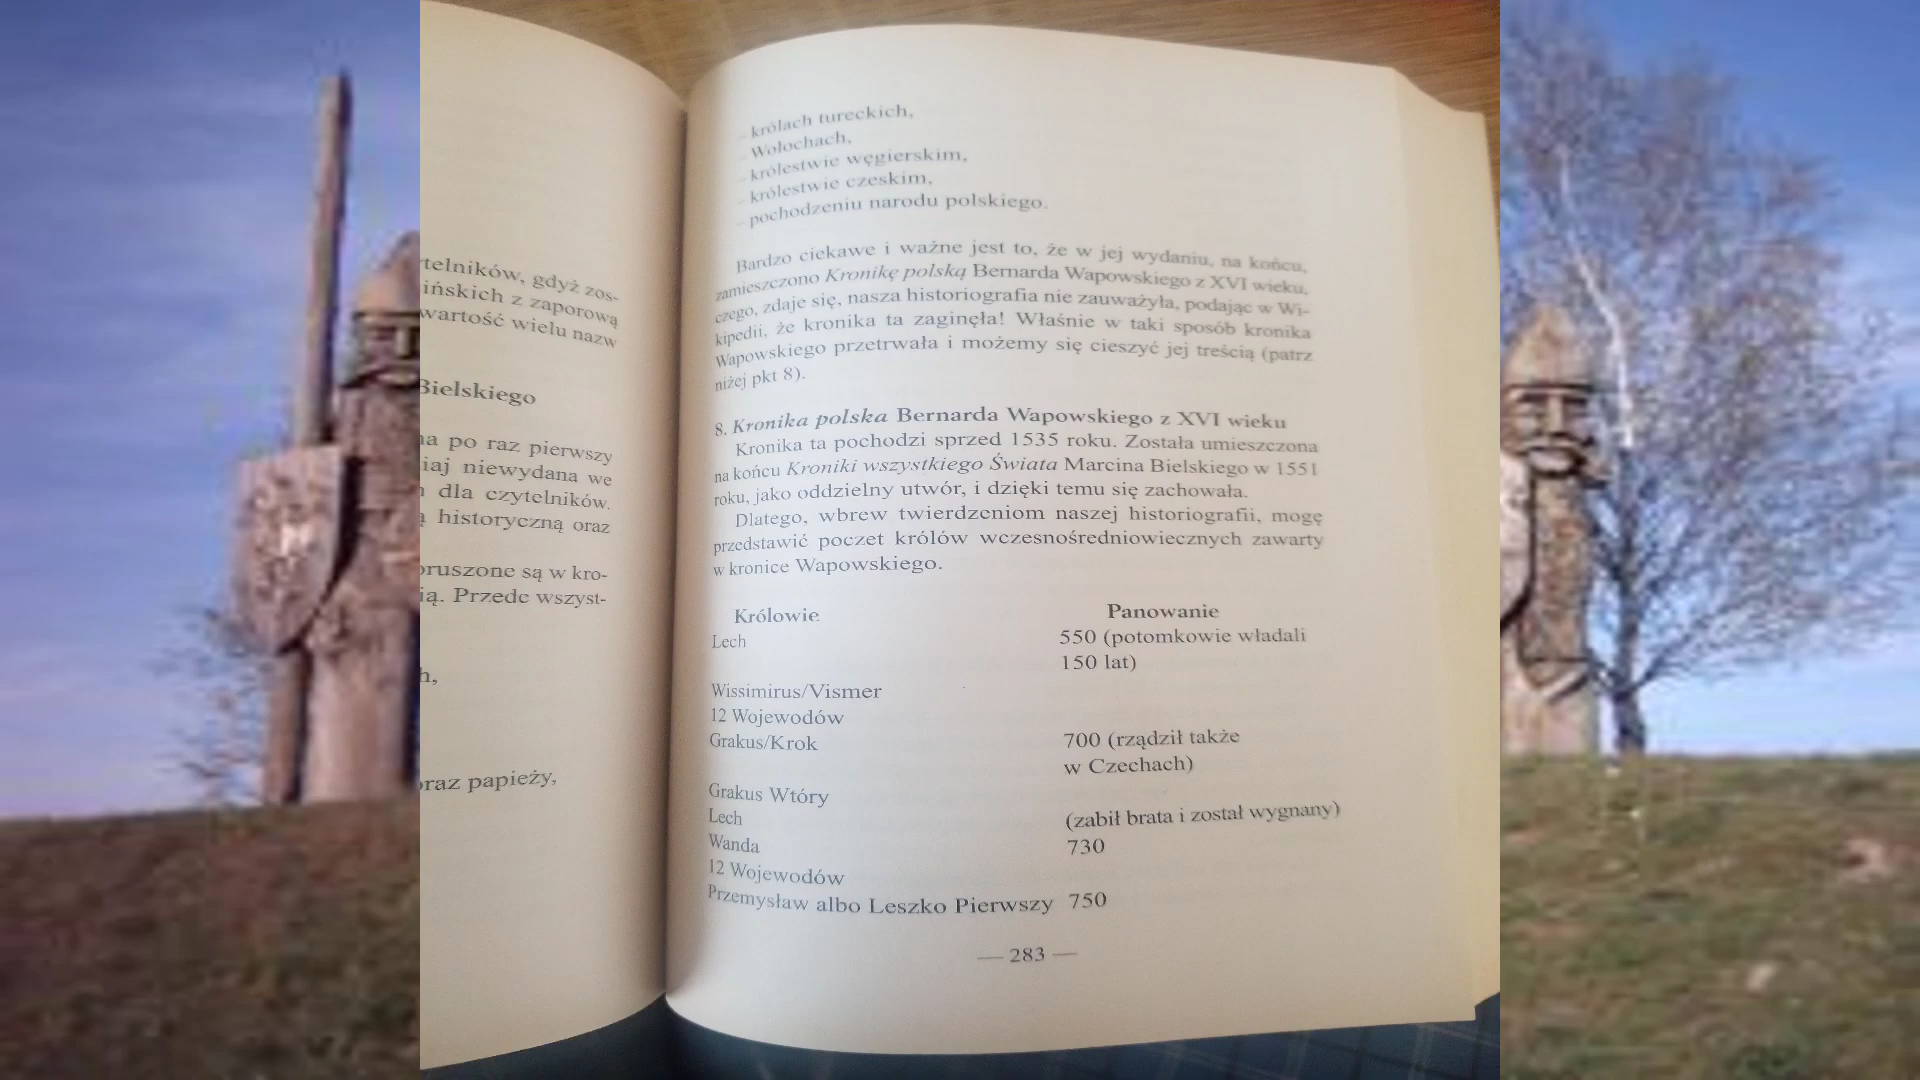 telników, gdyż zos-
ińskich z zaporową
wartość wielu nazw
Bielskiego
na po raz pierwszy
iaj niewydana we
dla czytelników.
ą historyczną oraz
oruszone są w kro-
ią. Przede wszyst-
h,
oraz papieży,
– królach tureckich,
– Wołochach,
– królestwie węgierskim,
– królestwie czeskim,
– pochodzeniu narodu polskiego.
Bardzo ciekawe i ważne jest to, że w jej wydaniu, na końcu,
zamieszczono Kronikę polską Bernarda Wapowskiego z XVI wieku,
czego, zdaje się, nasza historiografia nie zauważyła, podając w Wi-
kipedii, że kronika ta zaginęła! Właśnie w taki sposób kronika
Wapowskiego przetrwała i możemy się cieszyć jej treścią (patrz
niżej pkt 8).
8. Kronika polska Bernarda Wapowskiego z XVI wieku
Kronika ta pochodzi sprzed 1535 roku. Została umieszczona
na końcu Kroniki wszystkiego Świata Marcina Bielskiego w 1551
roku, jako oddzielny utwór, i dzięki temu się zachowała.
Dlatego, wbrew twierdzeniom naszej historiografii, mogę
przedstawić poczet królów wczesnośredniowiecznych zawarty
w kronice Wapowskiego.
Królowie Panowanie
Lech 550 (potomkowie władali
150 lat)
Wissimirus/Vismer
12 Wojewodów
Grakus/Krok 700 (rządził także
w Czechach)
Grakus Wtóry
Lech (zabił brata i został wygnany)
Wanda 730
12 Wojewodów
Przemysław albo Leszko Pierwszy 750
— 283 —